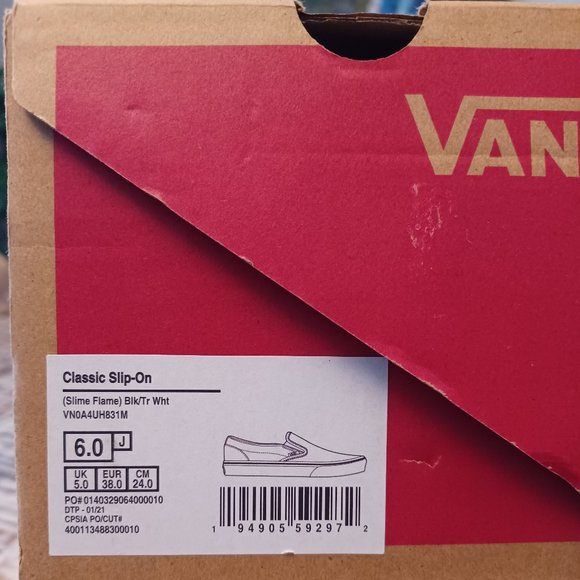 VAN
Classic Slip-On
(Slime Flame) Blk/Tr Wht
VN0A4UH831M
6.0 J
UK EUR CM
5.0 38.0 24.0
PO# 0140329064000010
DTP - 01/21
CPSIA PO/CUT#
400113488300010
1 94905 59297 2